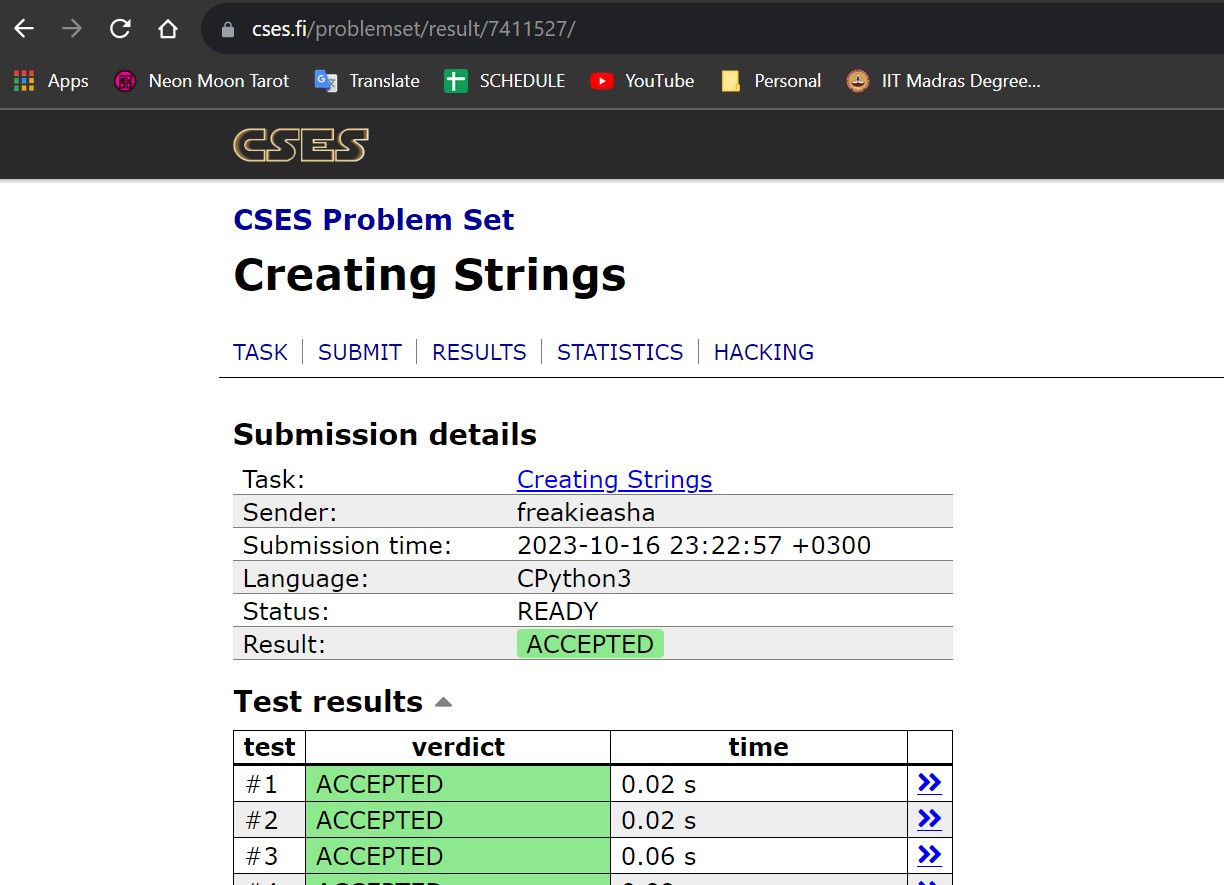 cses.fi/problemset/result/7411527/
Apps Neon Moon Tarot Translate SCHEDULE YouTube Personal IIT Madras Degree...
CSES
CSES Problem Set
Creating Strings
TASK SUBMIT RESULTS STATISTICS HACKING
Submission details
Task: Creating Strings
Sender: freakieasha
Submission time: 2023-10-16 23:22:57 +0300
Language: CPython3
Status: READY
Result: ACCEPTED
Test results
test verdict time
#1 ACCEPTED 0.02 s
#2 ACCEPTED 0.02 s
#3 ACCEPTED 0.06 s